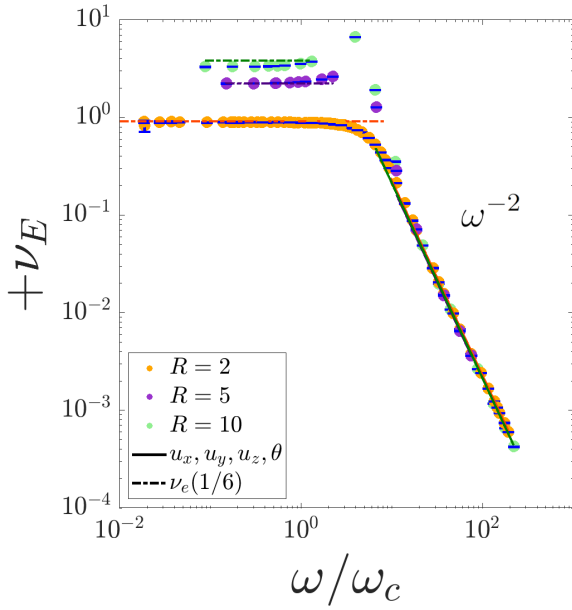 10^1
10^0
10^{-1}
10^{-2}
10^{-3}
10^{-4}
+ν_E
ω^{-2}
R = 2
R = 5
R = 10
u_x, u_y, u_z, θ
ν_e(1/6)
10^{-2} 10^0 10^2
ω/ω_c